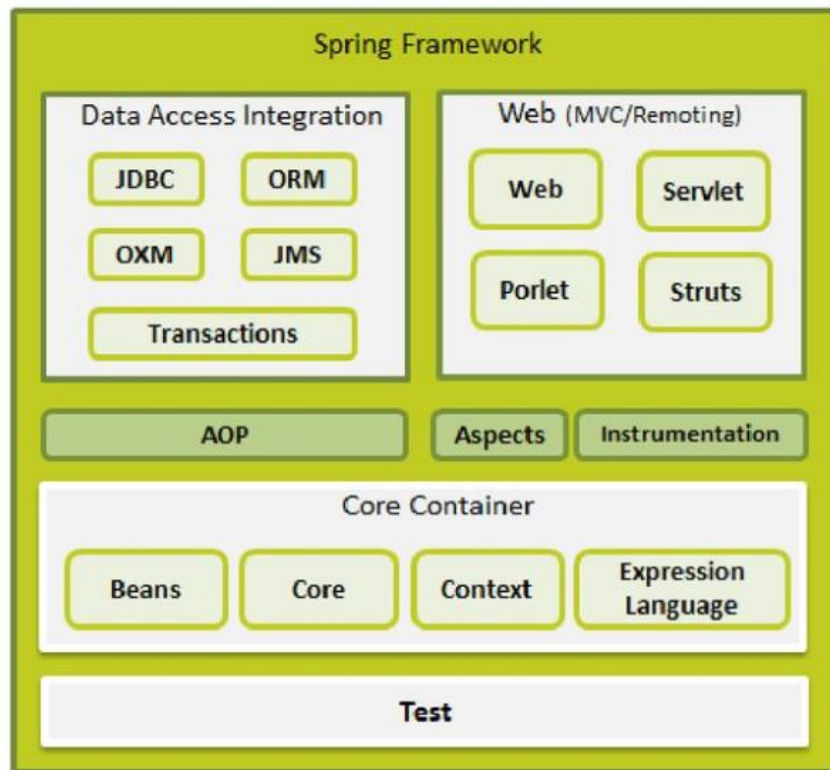 Spring Framework
Data Access Integration
JDBC
ORM
OXM
JMS
Transactions
Web (MVC/Remoting)
Web
Servlet
Porlet
Struts
AOP
Aspects
Instrumentation
Core Container
Beans
Core
Context
Expression
Language
Test